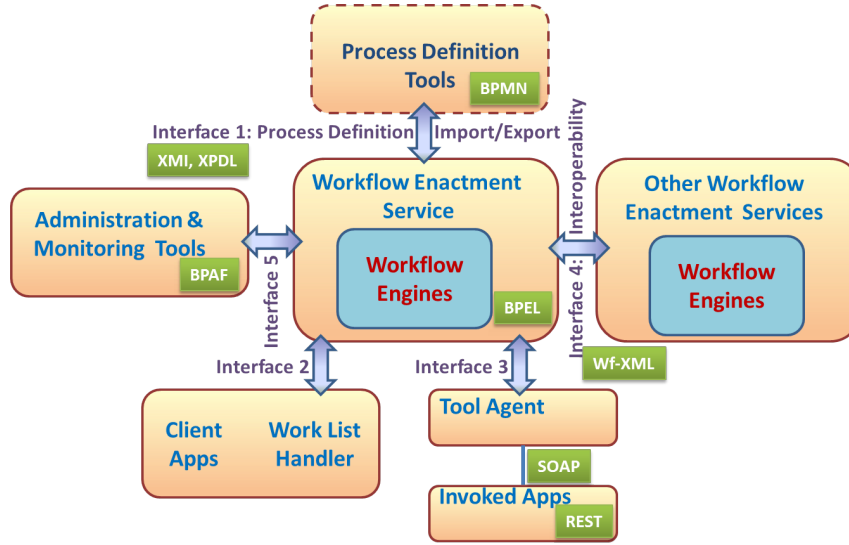 Process Definition
Tools
BPMN
Interface 1: Process Definition Import/Export
XMI, XPDL
Workflow Enactment
Service
Workflow
Engines
BPEL
Administration &
Monitoring Tools
BPAF
Interface 5
Interface 4: Interoperability
Other Workflow
Enactment Services
Workflow
Engines
Wf-XML
Interface 2
Interface 3
Client
Apps
Work List
Handler
Tool Agent
SOAP
Invoked Apps
REST